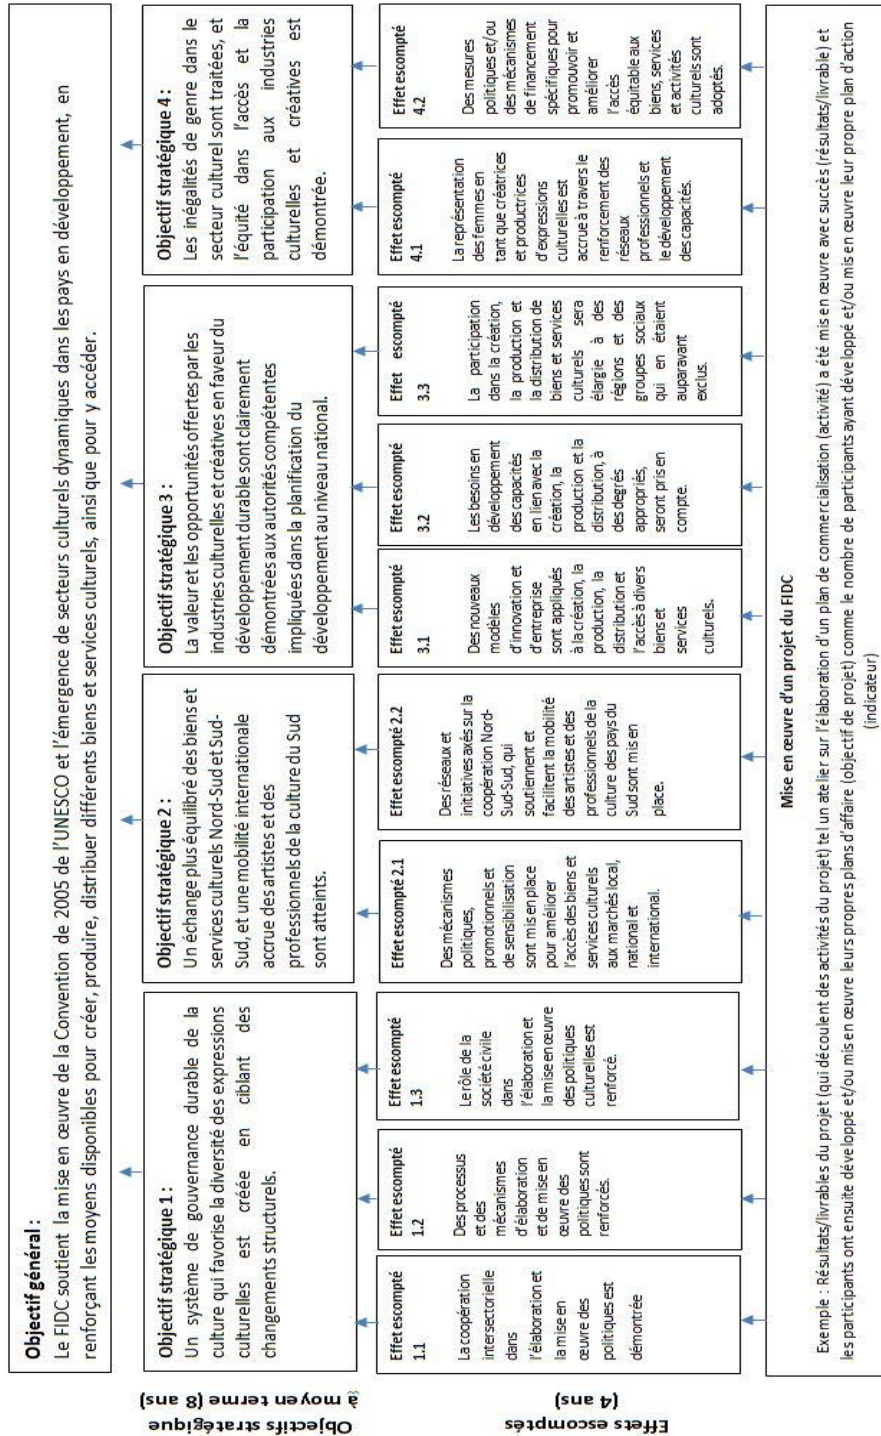 Objectif général :
Le FIDC soutient la mise en œuvre de la Convention de 2005 de l'UNESCO et l'émergence de secteurs culturels dynamiques dans les pays en développement, en
renforçant les moyens disponibles pour créer, produire, distribuer différents biens et services culturels, ainsi que pour y accéder.
Objectifs stratégique
à moyen terme (8 ans)
Objectif stratégique 1 :
Un système de gouvernance durable de la
culture qui favorise la diversité des expressions
culturelles est créée en ciblant des
changements structurels.
Objectif stratégique 2 :
Un échange plus équilibré des biens et
services culturels Nord-Sud et Sud-
Sud, et une mobilité internationale
accrue des artistes et des
professionnels de la culture du Sud
sont atteints.
Objectif stratégique 3 :
La valeur et les opportunités offertes par les
industries culturelles et créatives en faveur du
développement durable sont clairement
démontrées aux autorités compétentes
impliquées dans la planification du
développement au niveau national.
Objectif stratégique 4 :
Les inégalités de genre dans le
secteur culturel sont traitées, et
l'équité dans l'accès et la
participation aux industries
culturelles et créatives est
démontrée.
Effets escomptés
(4 ans)
Effet escompté
1.1
La coopération
intersectorielle
dans
l'élaboration et
la mise en
œuvre des
politiques est
démontrée
Effet escompté
1.2
Des processus
et des
mécanismes
d'élaboration
et de mise en
œuvre des
politiques sont
renforcés.
Effet escompté
1.3
Le rôle de la
société civile
dans
l'élaboration et
la mise en œuvre
des politiques
culturelles est
renforcé.
Effet escompté 2.1
Des mécanismes
politiques,
promotionnels et
de sensibilisation
sont mis en place
pour améliorer
l'accès des biens et
services culturels
aux marchés local,
national et
international.
Effet escompté 2.2
Des réseaux et
initiatives axés sur la
coopération Nord-
Sud-Sud, qui
soutiennent et
facilitent la mobilité
des artistes et des
professionnels de la
culture des pays du
Sud sont mis en
place.
Effet escompté
3.1
Des nouveaux
modèles
d'innovation et
d'entreprise
sont appliqués
à la création, la
production, la
distribution et
l'accès à divers
biens et
services
culturels.
Effet escompté
3.2
Les besoins en
développement
des capacités
en lien avec la
création, la
production et la
distribution, à
des degrés
appropriés,
seront pris en
compte.
Effet escompté
3.3
La participation
dans la création,
la production et
la distribution de
biens et services
culturels sera
élargie à des
régions et des
groupes sociaux
qui en étaient
auparavant
exclus.
Effet escompté
4.1
La représentation
des femmes en
tant que créatrices
et productrices
d'expressions
culturelles est
accrue à travers le
renforcement des
réseaux
professionnels et
le développement
des capacités.
Effet escompté
4.2
Des mesures
politiques et/ou
des mécanismes
de financement
spécifiques pour
promouvoir et
améliorer
l'accès
équitable aux
biens, services
et activités
culturels sont
adoptés.
Mise en œuvre d'un projet du FIDC
Exemple : Résultats/livrables du projet (qui découlent des activités du projet) tel un atelier sur l'élaboration d'un plan de commercialisation (activité) a été mis en œuvre avec succès (résultats/livrable) et
les participants ont ensuite développé et/ou mis en œuvre leurs propres plans d'affaire (objectif de projet) comme le nombre de participants ayant développé et/ou mis en œuvre leur propre plan d'action
(indicateur)